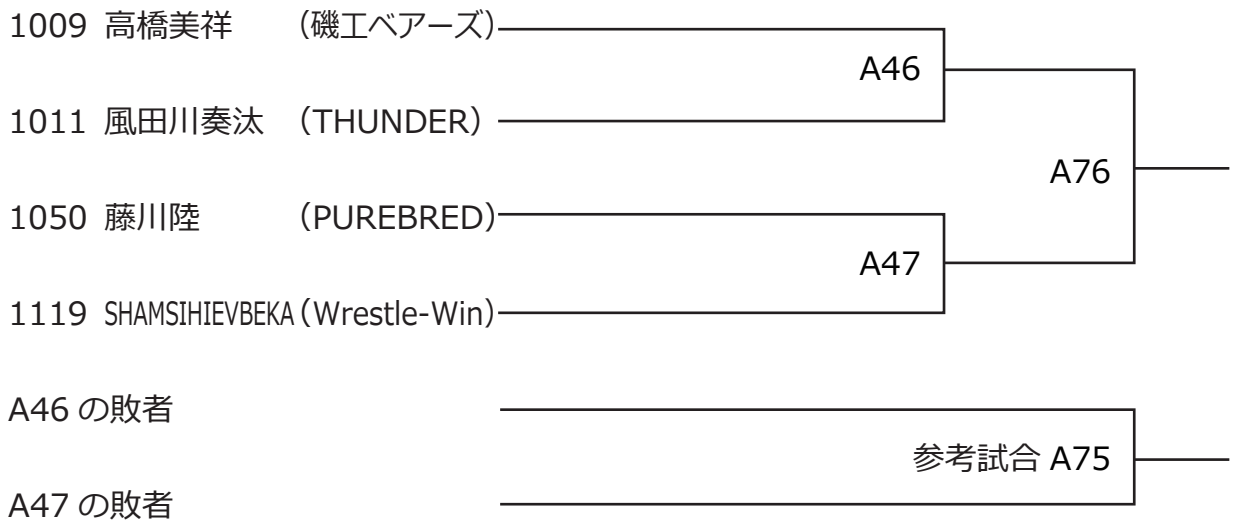 1009 高橋美祥 （磯工ベアーズ）
A46
1011 風田川奏汰 （THUNDER）
A76
1050 藤川陸 （PUREBRED）
A47
1119 SHAMSIHIEVBEKA（Wrestle-Win）
A46 の敗者
参考試合 A75
A47 の敗者